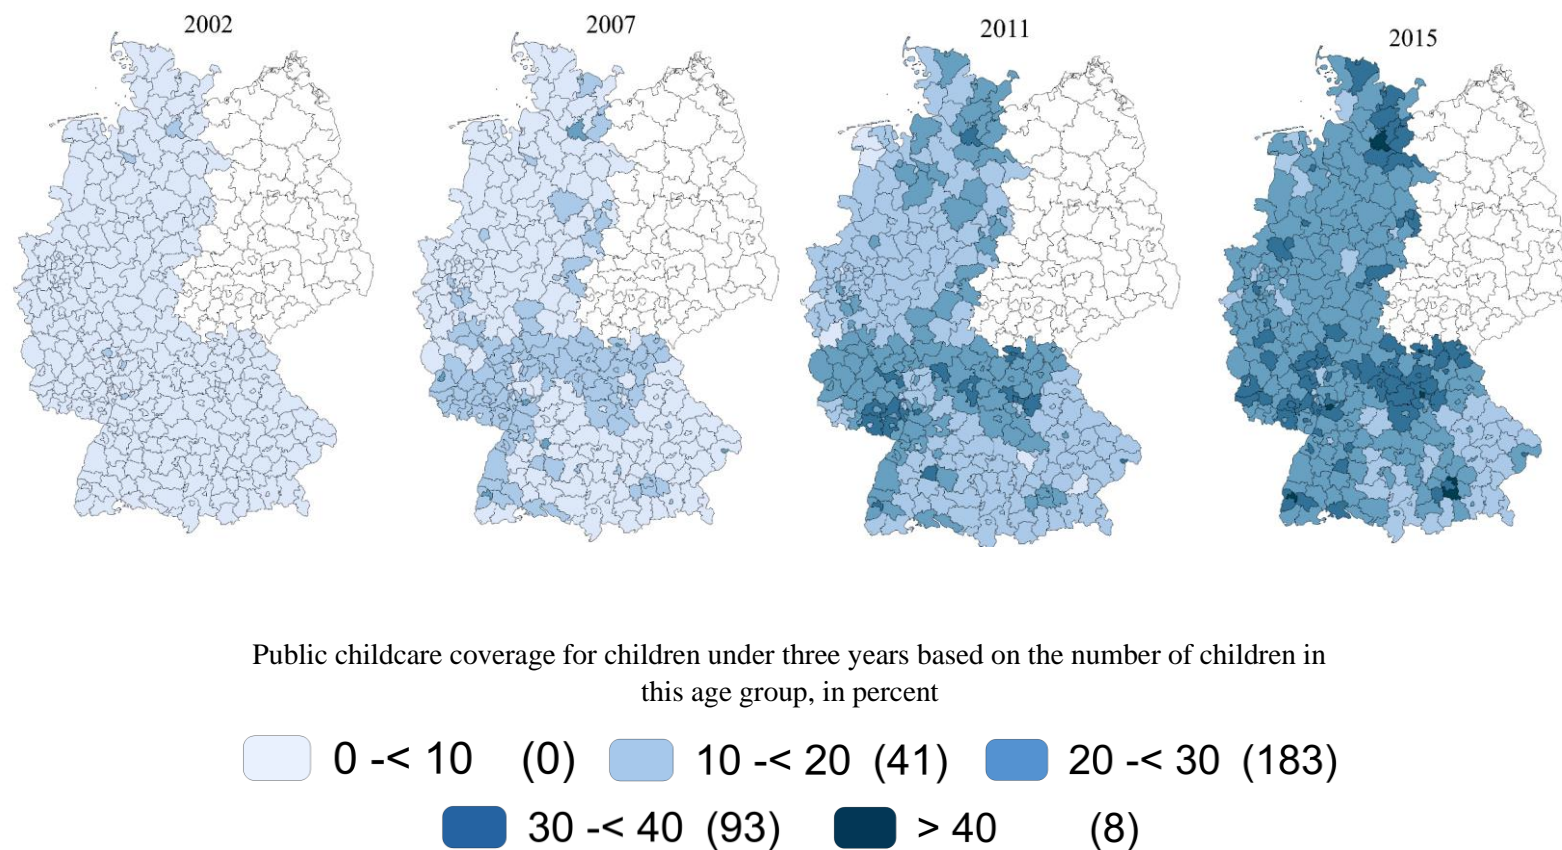 2002
2007
2011
2015
Public childcare coverage for children under three years based on the number of children in
this age group, in percent
0 -< 10 (0)
10 -< 20 (41)
20 -< 30 (183)
30 -< 40 (93)
> 40 (8)